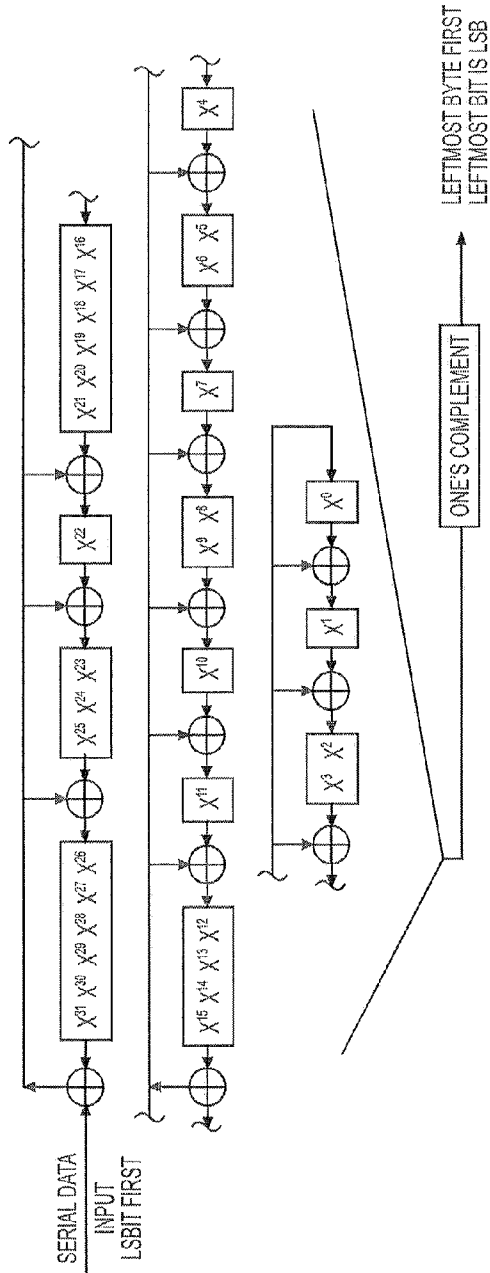 SERIAL DATA
INPUT
LSBIT FIRST
X³¹ X³⁰ X²⁹ X²⁸ X²⁷ X²⁶
X²⁵ X²⁴ X²³
X²²
X²¹ X²⁰ X¹⁹ X¹⁸ X¹⁷ X¹⁶
X¹⁵ X¹⁴ X¹³ X¹²
X¹¹
X¹⁰
X⁹ X⁸
X⁷
X⁶ X⁵
X⁴
X³ X²
X¹
X⁰
ONE'S COMPLEMENT
LEFTMOST BYTE FIRST
LEFTMOST BIT IS LSB